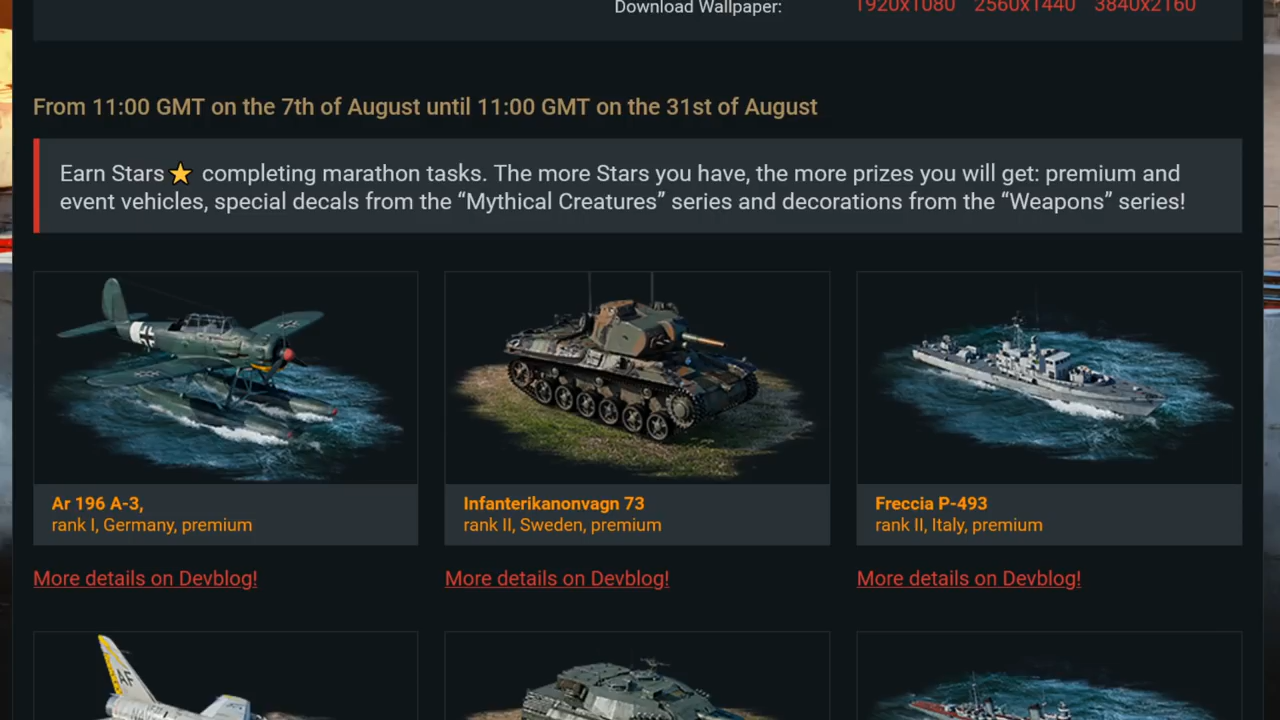 Download Wallpaper: 1920x1080 2560x1440 3840x2160
From 11:00 GMT on the 7th of August until 11:00 GMT on the 31st of August
Earn Stars completing marathon tasks. The more Stars you have, the more prizes you will get: premium and
event vehicles, special decals from the “Mythical Creatures” series and decorations from the “Weapons” series!
Ar 196 A-3,
rank I, Germany, premium
Infanterikanonvagn 73
rank II, Sweden, premium
Freccia P-493
rank II, Italy, premium
More details on Devblog!
More details on Devblog!
More details on Devblog!
AF